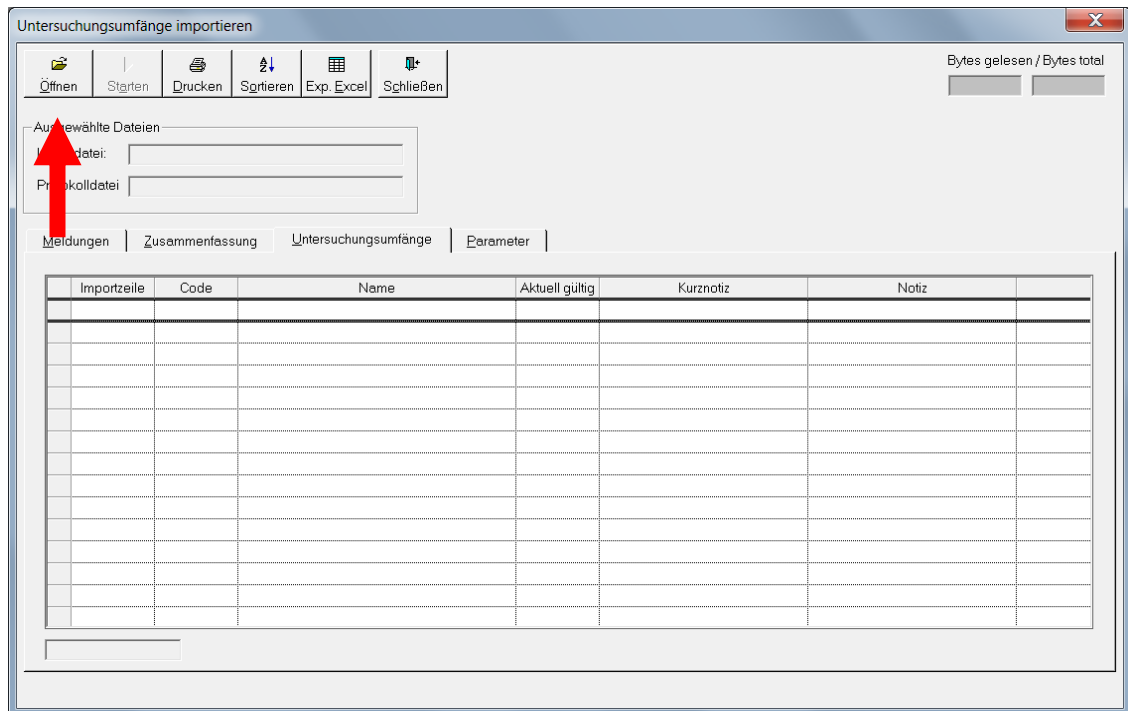 Untersuchungsumfänge importieren
Öffnen Starten Drucken Sortieren Exp. Excel Schließen
Bytes gelesen / Bytes total
Dateien
Meldungen Zusammenfassung Untersuchungsumfänge Parameter
Importzeile Code Name Aktuell gültig Kurznotiz Notiz